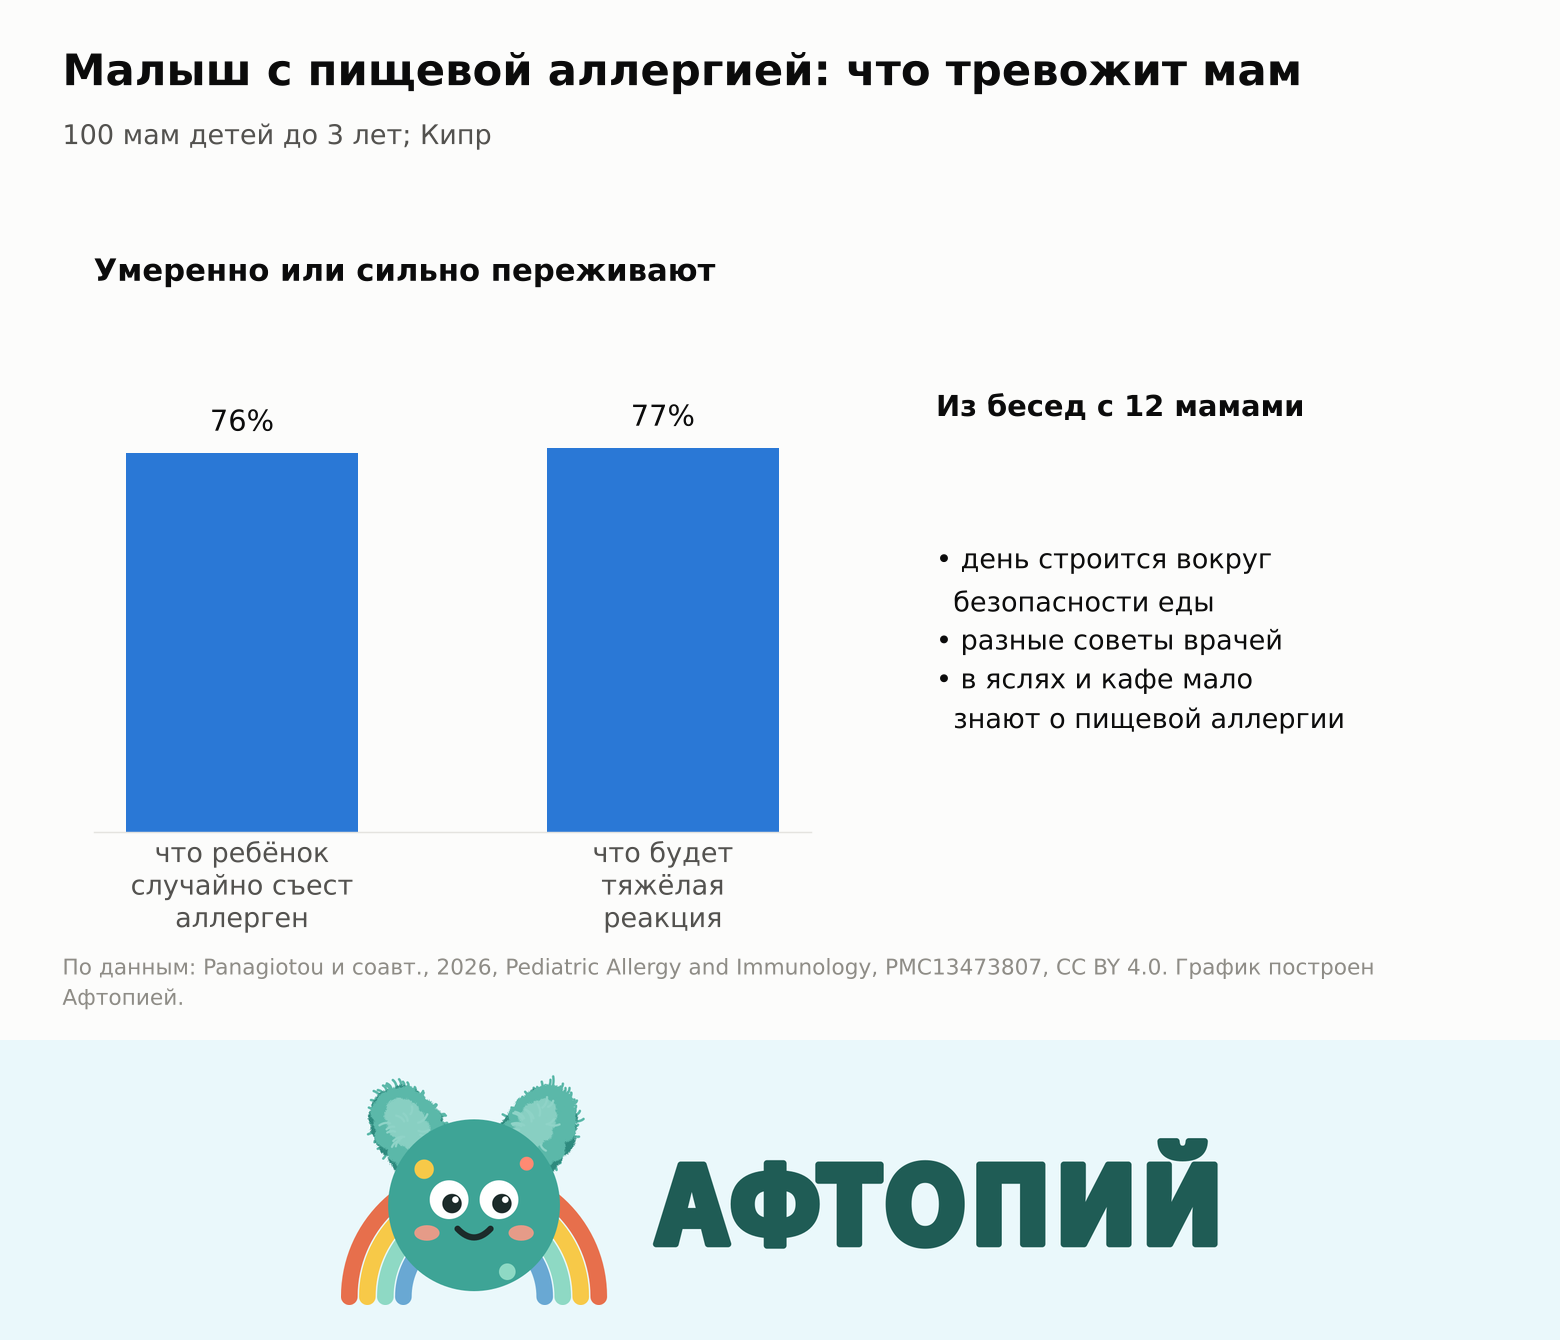 Малыш с пищевой аллергией: что тревожит мам
100 мам детей до 3 лет; Кипр
Умеренно или сильно переживают
76%
77%
что ребёнок
случайно съест
аллерген
что будет
тяжёлая
реакция
Из бесед с 12 мамами
• день строится вокруг
безопасности еды
• разные советы врачей
• в яслях и кафе мало
знают о пищевой аллергии
По данным: Panagiotou и соавт., 2026, Pediatric Allergy and Immunology, PMC13473807, CC BY 4.0. График построен
Афтопией.
АФТОПИЙ